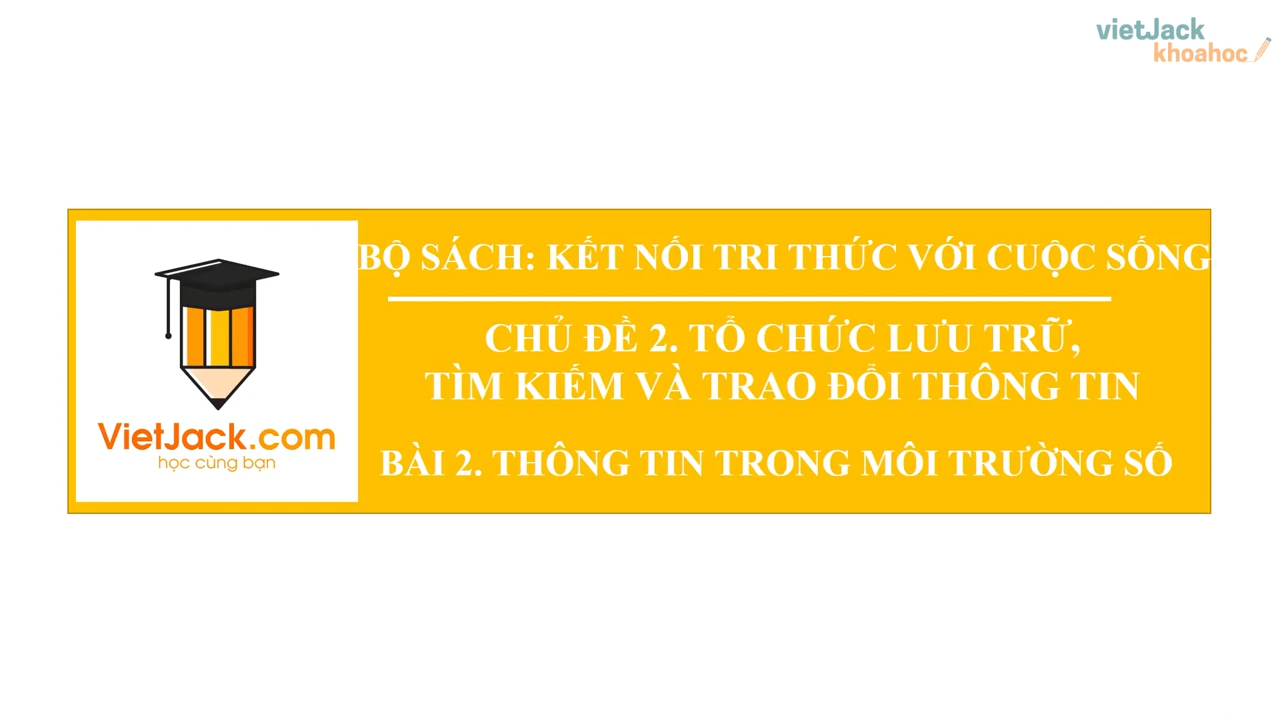 vietJack
khoahoc
BỘ SÁCH: KẾT NỐI TRI THỨC VỚI CUỘC SỐNG
CHỦ ĐỀ 2. TỔ CHỨC LƯU TRỮ,
TÌM KIẾM VÀ TRAO ĐỔI THÔNG TIN
BÀI 2. THÔNG TIN TRONG MÔI TRƯỜNG SỐ
VietJack.com
học cùng bạn